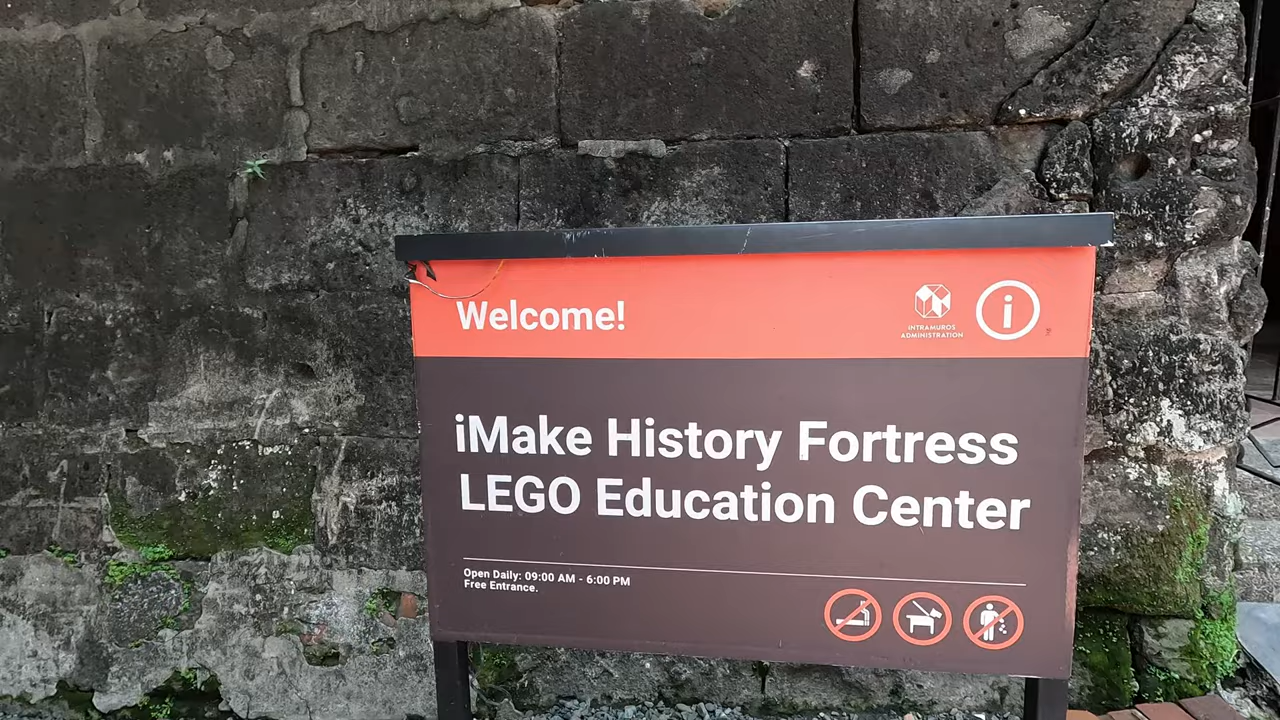 Welcome!
INTRAMUROS
ADMINISTRATION
i
iMake History Fortress
LEGO Education Center
Open Daily: 09:00 AM - 6:00 PM
Free Entrance.